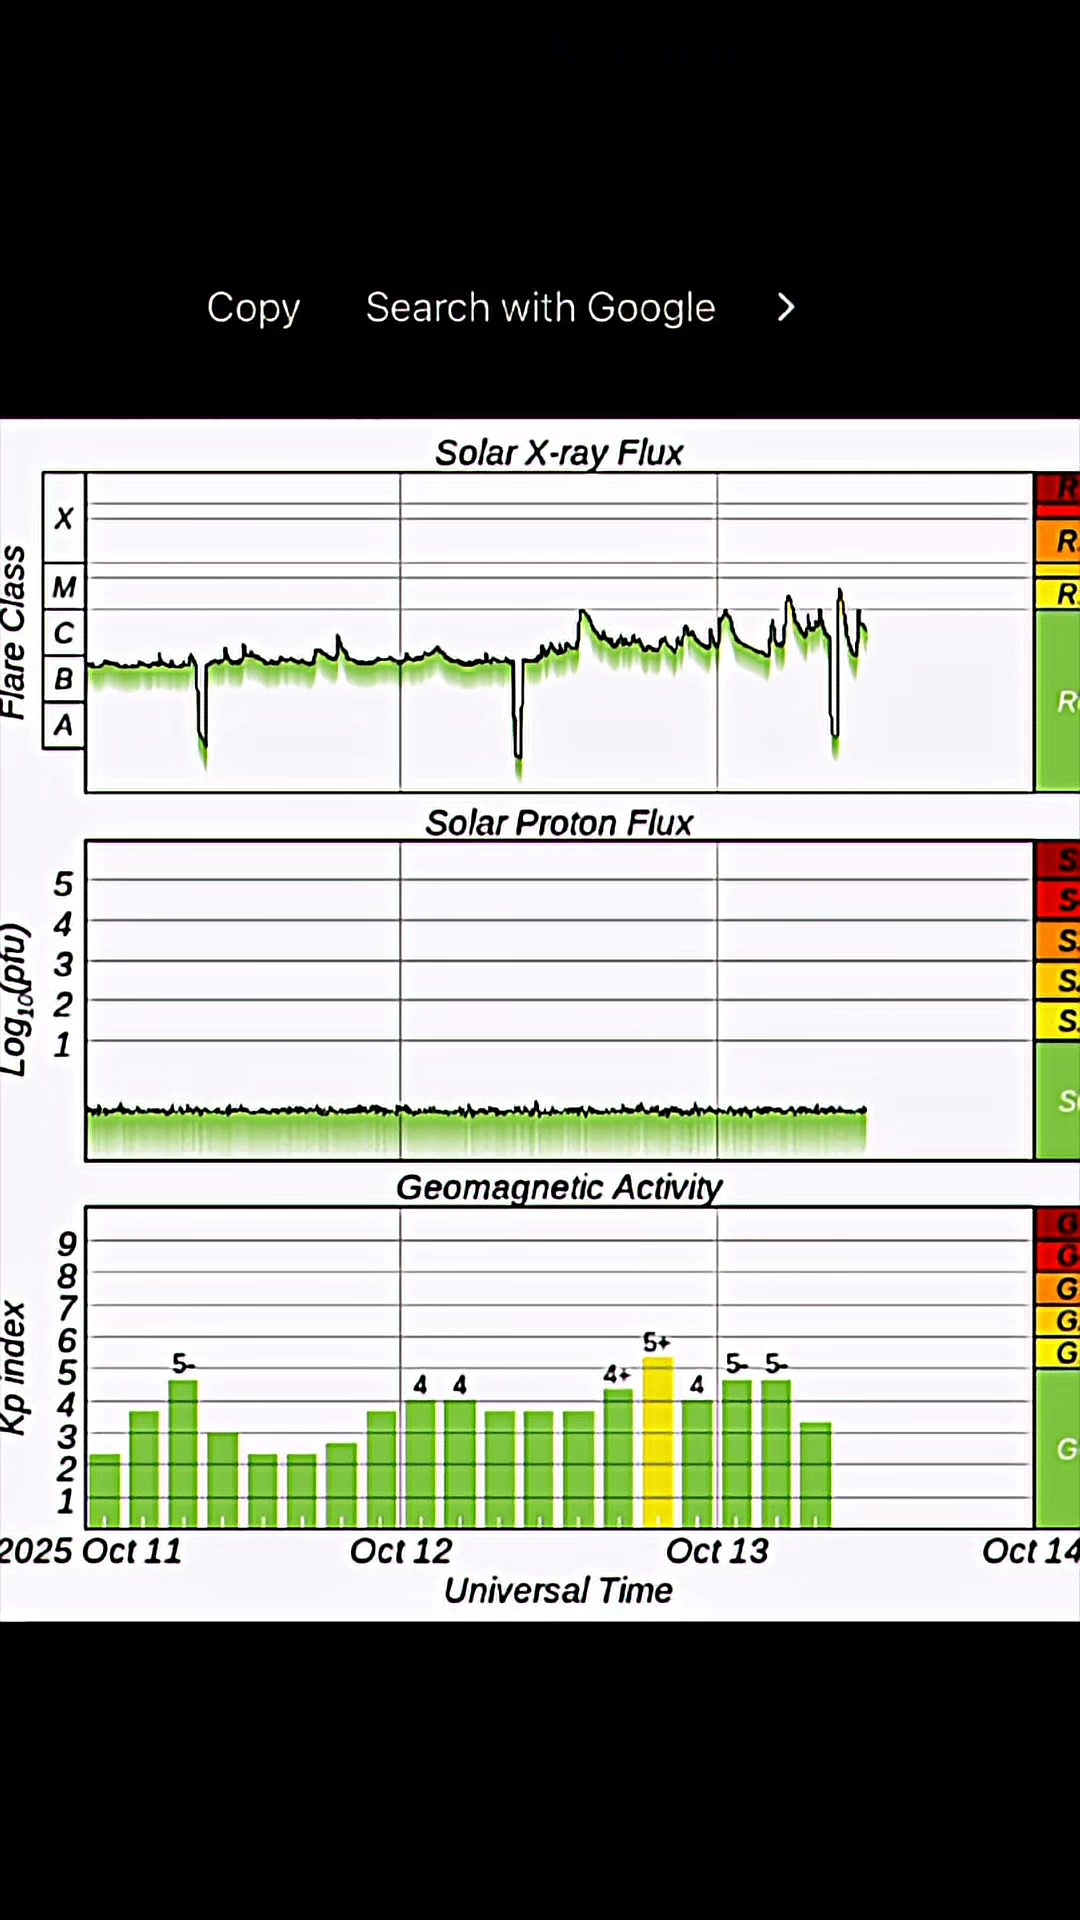 Copy Search with Google
Solar X-ray Flux
Flare Class
X
M
C
B
A
R
R
R
Solar Proton Flux
Log10(pfu)
5
4
3
2
1
S
S
S
S
S
S
Geomagnetic Activity
Kp index
9
8
7
6
5
4
3
2
1
5-
4
4
4+
5+
4
5-
5-
G
G
G
G
G
G
2025 Oct 11 Oct 12 Oct 13 Oct 14
Universal Time